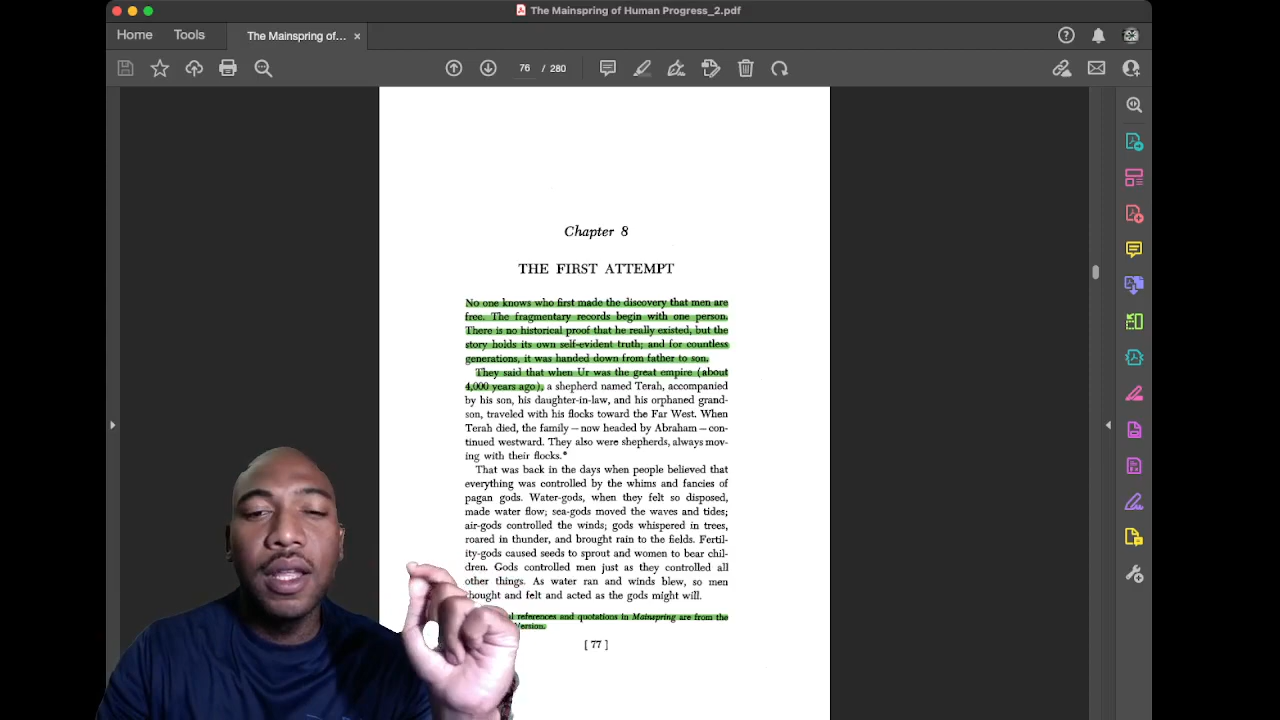 The Mainspring of Human Progress_2.pdf
Home Tools The Mainspring of... ×
76 / 280
Chapter 8
THE FIRST ATTEMPT
No one knows who first made the discovery that men are
free. The fragmentary records begin with one person.
There is no historical proof that he really existed, but the
story holds its own self-evident truth; and for countless
generations, it was handed down from father to son.
They said that when Ur was the great empire (about
4,000 years ago), a shepherd named Terah, accompanied
by his son, his daughter-in-law, and his orphaned grand-
son, traveled with his flocks toward the Far West. When
Terah died, the family — now headed by Abraham — con-
tinued westward. They also were shepherds, always mov-
ing with their flocks.*
That was back in the days when people believed that
everything was controlled by the whims and fancies of
pagan gods. Water-gods, when they felt so disposed,
made water flow; sea-gods moved the waves and tides;
air-gods controlled the winds; gods whispered in trees,
roared in thunder, and brought rain to the fields. Fertil-
ity-gods caused seeds to sprout and women to bear chil-
dren. Gods controlled men just as they controlled all
other things. As water ran and winds blew, so men
thought and felt and acted as the gods might will.
references and quotations in Mainspring are from the
Version.
[ 77 ]